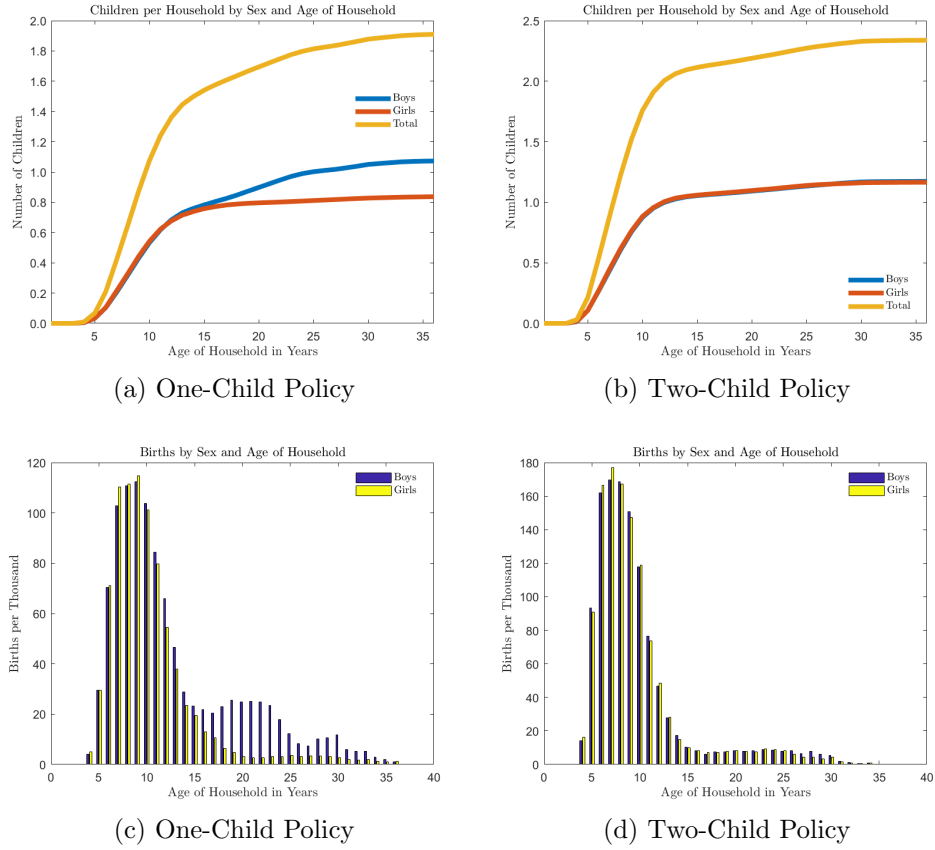 Children per Household by Sex and Age of Household
2.0
1.8
1.6
1.4
1.2
1.0
0.8
0.6
0.4
0.2
0.0
Number of Children
Boys
Girls
Total
5 10 15 20 25 30 35
Age of Household in Years
(a) One-Child Policy
Children per Household by Sex and Age of Household
2.5
2.0
1.5
1.0
0.5
0.0
Number of Children
Boys
Girls
Total
5 10 15 20 25 30 35
Age of Household in Years
(b) Two-Child Policy
Births by Sex and Age of Household
120
100
80
60
40
20
0
Births per Thousand
Boys
Girls
0 5 10 15 20 25 30 35 40
Age of Household in Years
(c) One-Child Policy
Births by Sex and Age of Household
180
160
140
120
100
80
60
40
20
0
Births per Thousand
Boys
Girls
0 5 10 15 20 25 30 35 40
Age of Household in Years
(d) Two-Child Policy